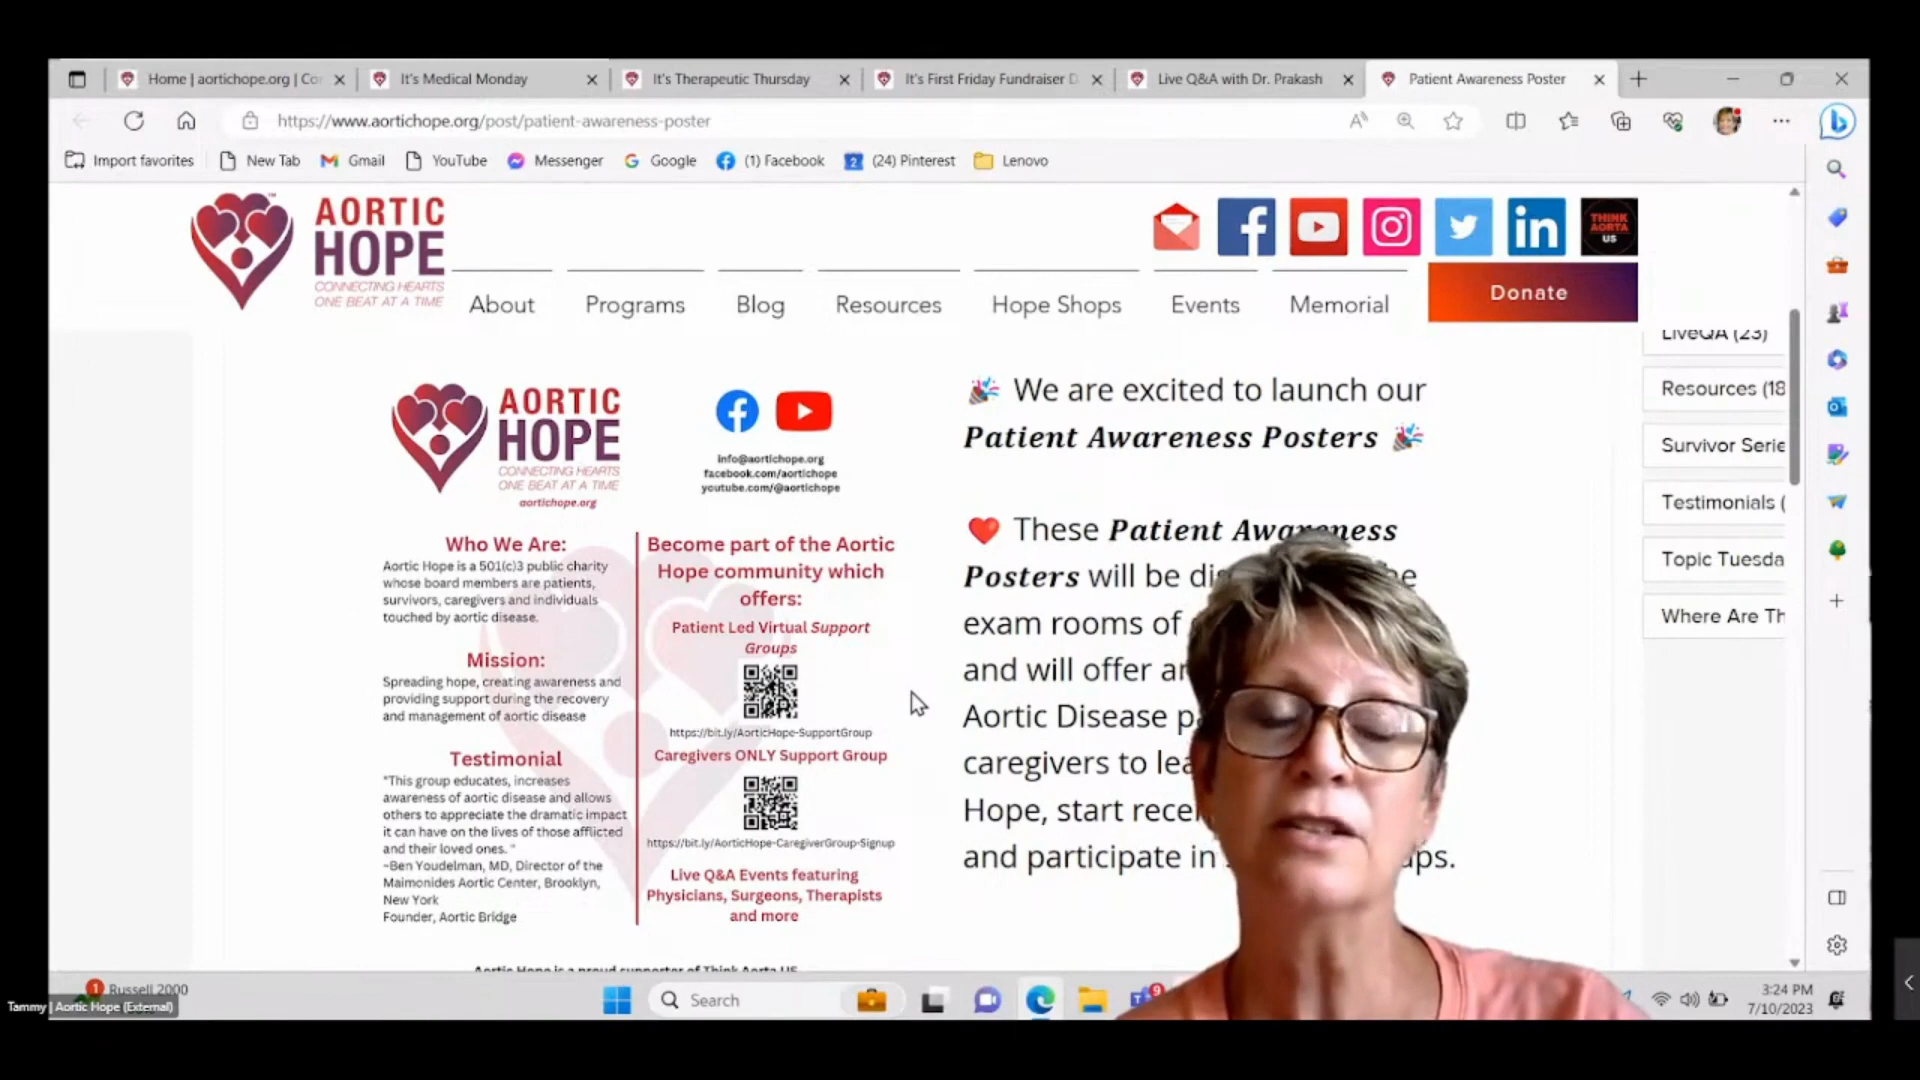 Home | aortichope.org | Co
It's Medical Monday
It's Therapeutic Thursday
It's First Friday Fundraiser D
Live Q&A with Dr. Prakash
Patient Awareness Poster
https://www.aortichope.org/post/patient-awareness-poster
Import favorites
New Tab
Gmail
YouTube
Messenger
Google
(1) Facebook
(24) Pinterest
Lenovo
AORTIC
HOPE
CONNECTING HEARTS
ONE BEAT AT A TIME
THINK
AORTA
US
About
Programs
Blog
Resources
Hope Shops
Events
Memorial
Donate
LiveQA (23)
Resources (18
Survivor Serie
Testimonials (
Topic Tuesda
Where Are Th
AORTIC
HOPE
CONNECTING HEARTS
ONE BEAT AT A TIME
aortichope.org
info@aortichope.org
facebook.com/aortichope
youtube.com/@aortichope
Who We Are:
Aortic Hope is a 501(c)3 public charity
whose board members are patients,
survivors, caregivers and individuals
touched by aortic disease.
Mission:
Spreading hope, creating awareness and
providing support during the recovery
and management of aortic disease
Testimonial
"This group educates, increases
awareness of aortic disease and allows
others to appreciate the dramatic impact
it can have on the lives of those afflicted
and their loved ones. "
~Ben Youdelman, MD, Director of the
Maimonides Aortic Center, Brooklyn,
New York
Founder, Aortic Bridge
Become part of the Aortic
Hope community which
offers:
Patient Led Virtual Support
Groups
https://bit.ly/AorticHope-SupportGroup
Caregivers ONLY Support Group
https://bit.ly/AorticHope-CaregiverGroup-Signup
Live Q&A Events featuring
Physicians, Surgeons, Therapists
and more
Aortic Hope is a proud supporter of Think Aorta US
We are excited to launch our
Patient Awareness Posters
These Patient Awareness
Posters will be di
exam rooms of
and will offer
Aortic Disease
caregivers to
Hope, start
and participate in
Russell 2000
Tammy | Aortic Hope (External)
Search
3:24 PM
7/10/2023